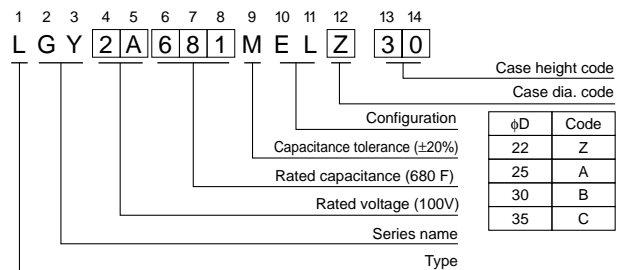 1 2 3 4 5 6 7 8 9 10 11 12 13 14
L G Y 2 A 6 8 1 M E L Z 3 0
Case height code
Case dia. code
Configuration
Capacitance tolerance (±20%)
Rated capacitance (680 F)
Rated voltage (100V)
Series name
Type
φD Code
22 Z
25 A
30 B
35 C